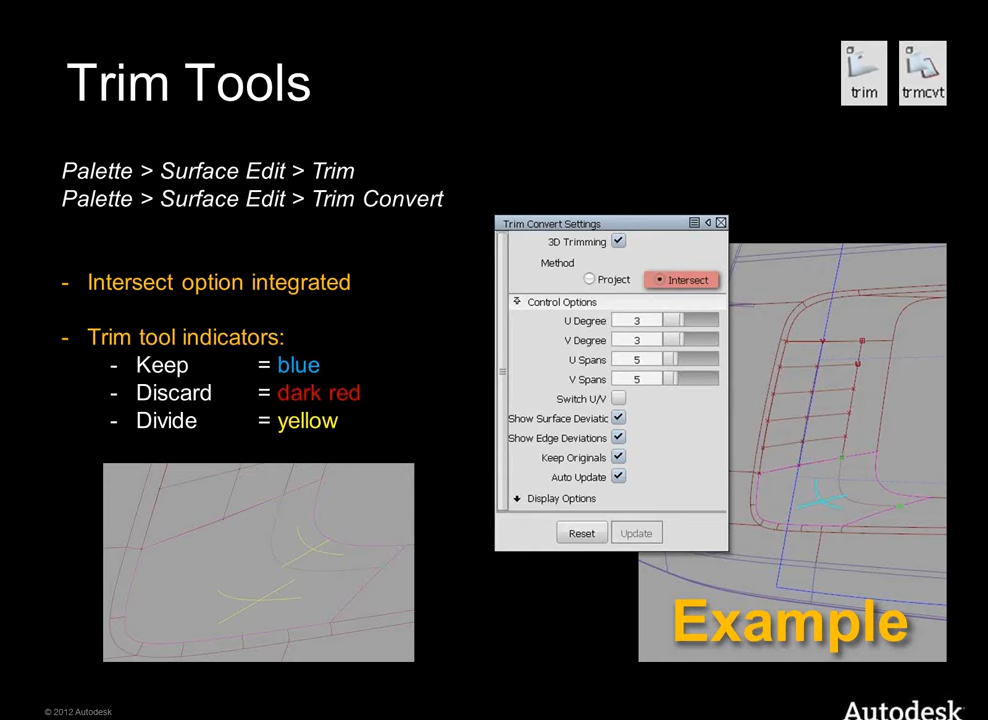 Trim Tools
trim
trmcvt
Palette > Surface Edit > Trim
Palette > Surface Edit > Trim Convert
- Intersect option integrated
- Trim tool indicators:
- Keep = blue
- Discard = dark red
- Divide = yellow
Trim Convert Settings
3D Trimming
Method
Project Intersect
Control Options
U Degree 3
V Degree 3
U Spans 5
V Spans 5
Switch U/V
Show Surface Deviatic
Show Edge Deviations
Keep Originals
Auto Update
Display Options
Reset Update
Example
© 2012 Autodesk
Autodesk